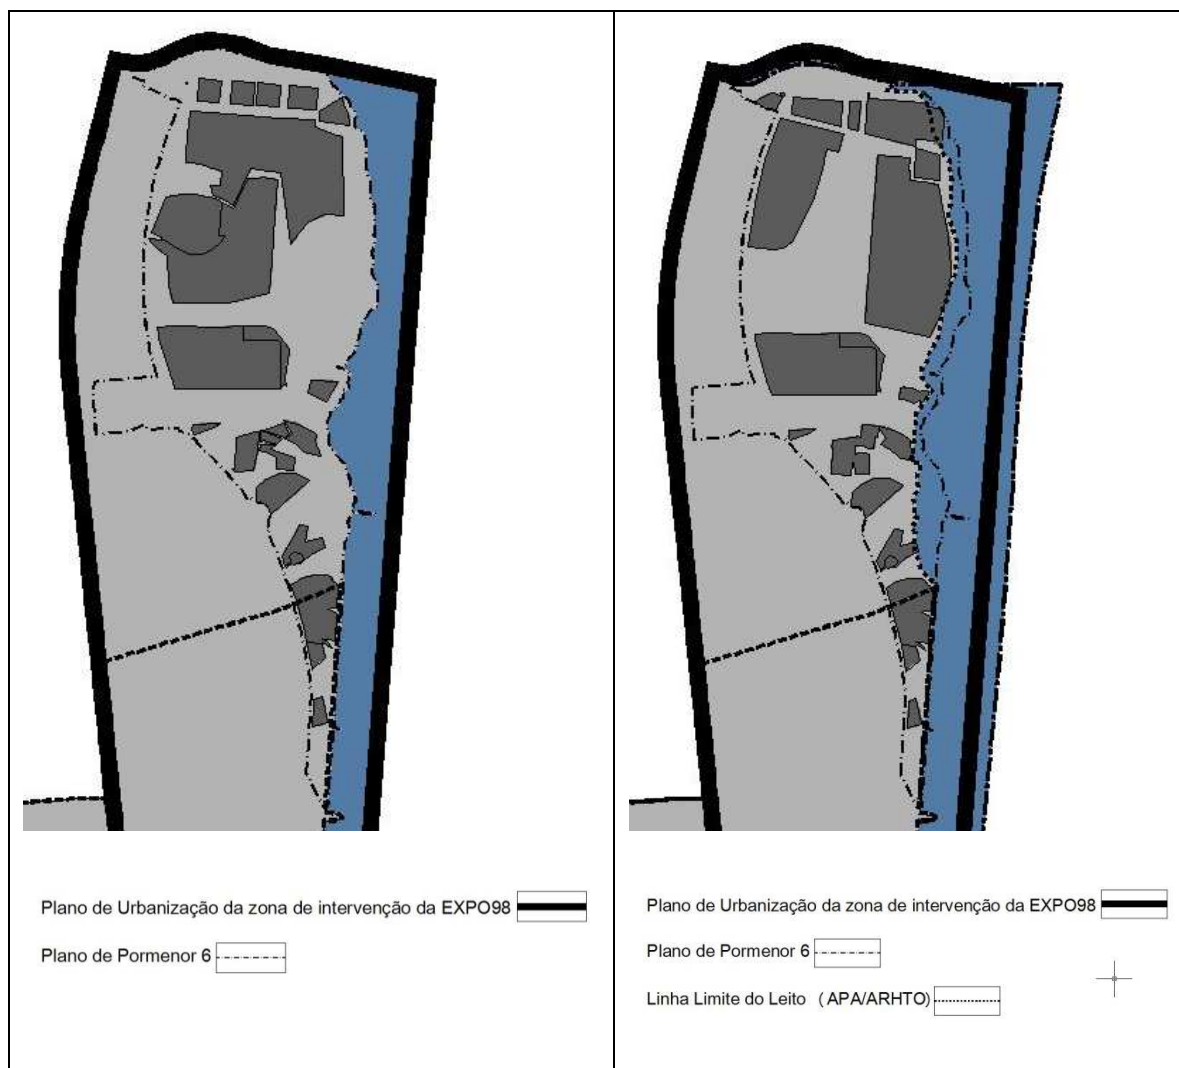 Plano de Urbanização da zona de intervenção da EXPO98
Plano de Pormenor 6
Plano de Urbanização da zona de intervenção da EXPO98
Plano de Pormenor 6
Linha Limite do Leito (APA/ARHTO)